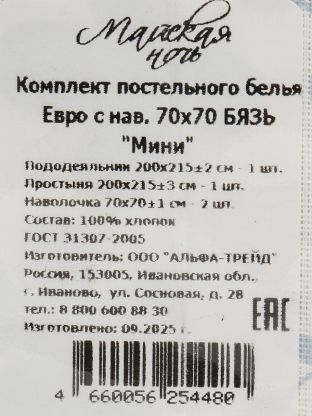 Майская
ночь
Комплект постельного белья
Евро с нав. 70х70 БЯЗЬ
"Мини"
Пододеяльник 200х215±2 см - 1 шт.
Простыня 200х215±3 см - 1 шт.
Наволочка 70х70±1 см - 2 шт.
Состав: 100% хлопок
ГОСТ 31307-2005
Изготовитель: ООО "АЛЬФА-ТРЕЙД"
Россия, 153005, Ивановская обл.,
г. Иваново, ул. Сосновая, д. 28
тел.: 8 800 600 88 30
Изготовлено: 09.2025 г.
EAC
4 660056 254480